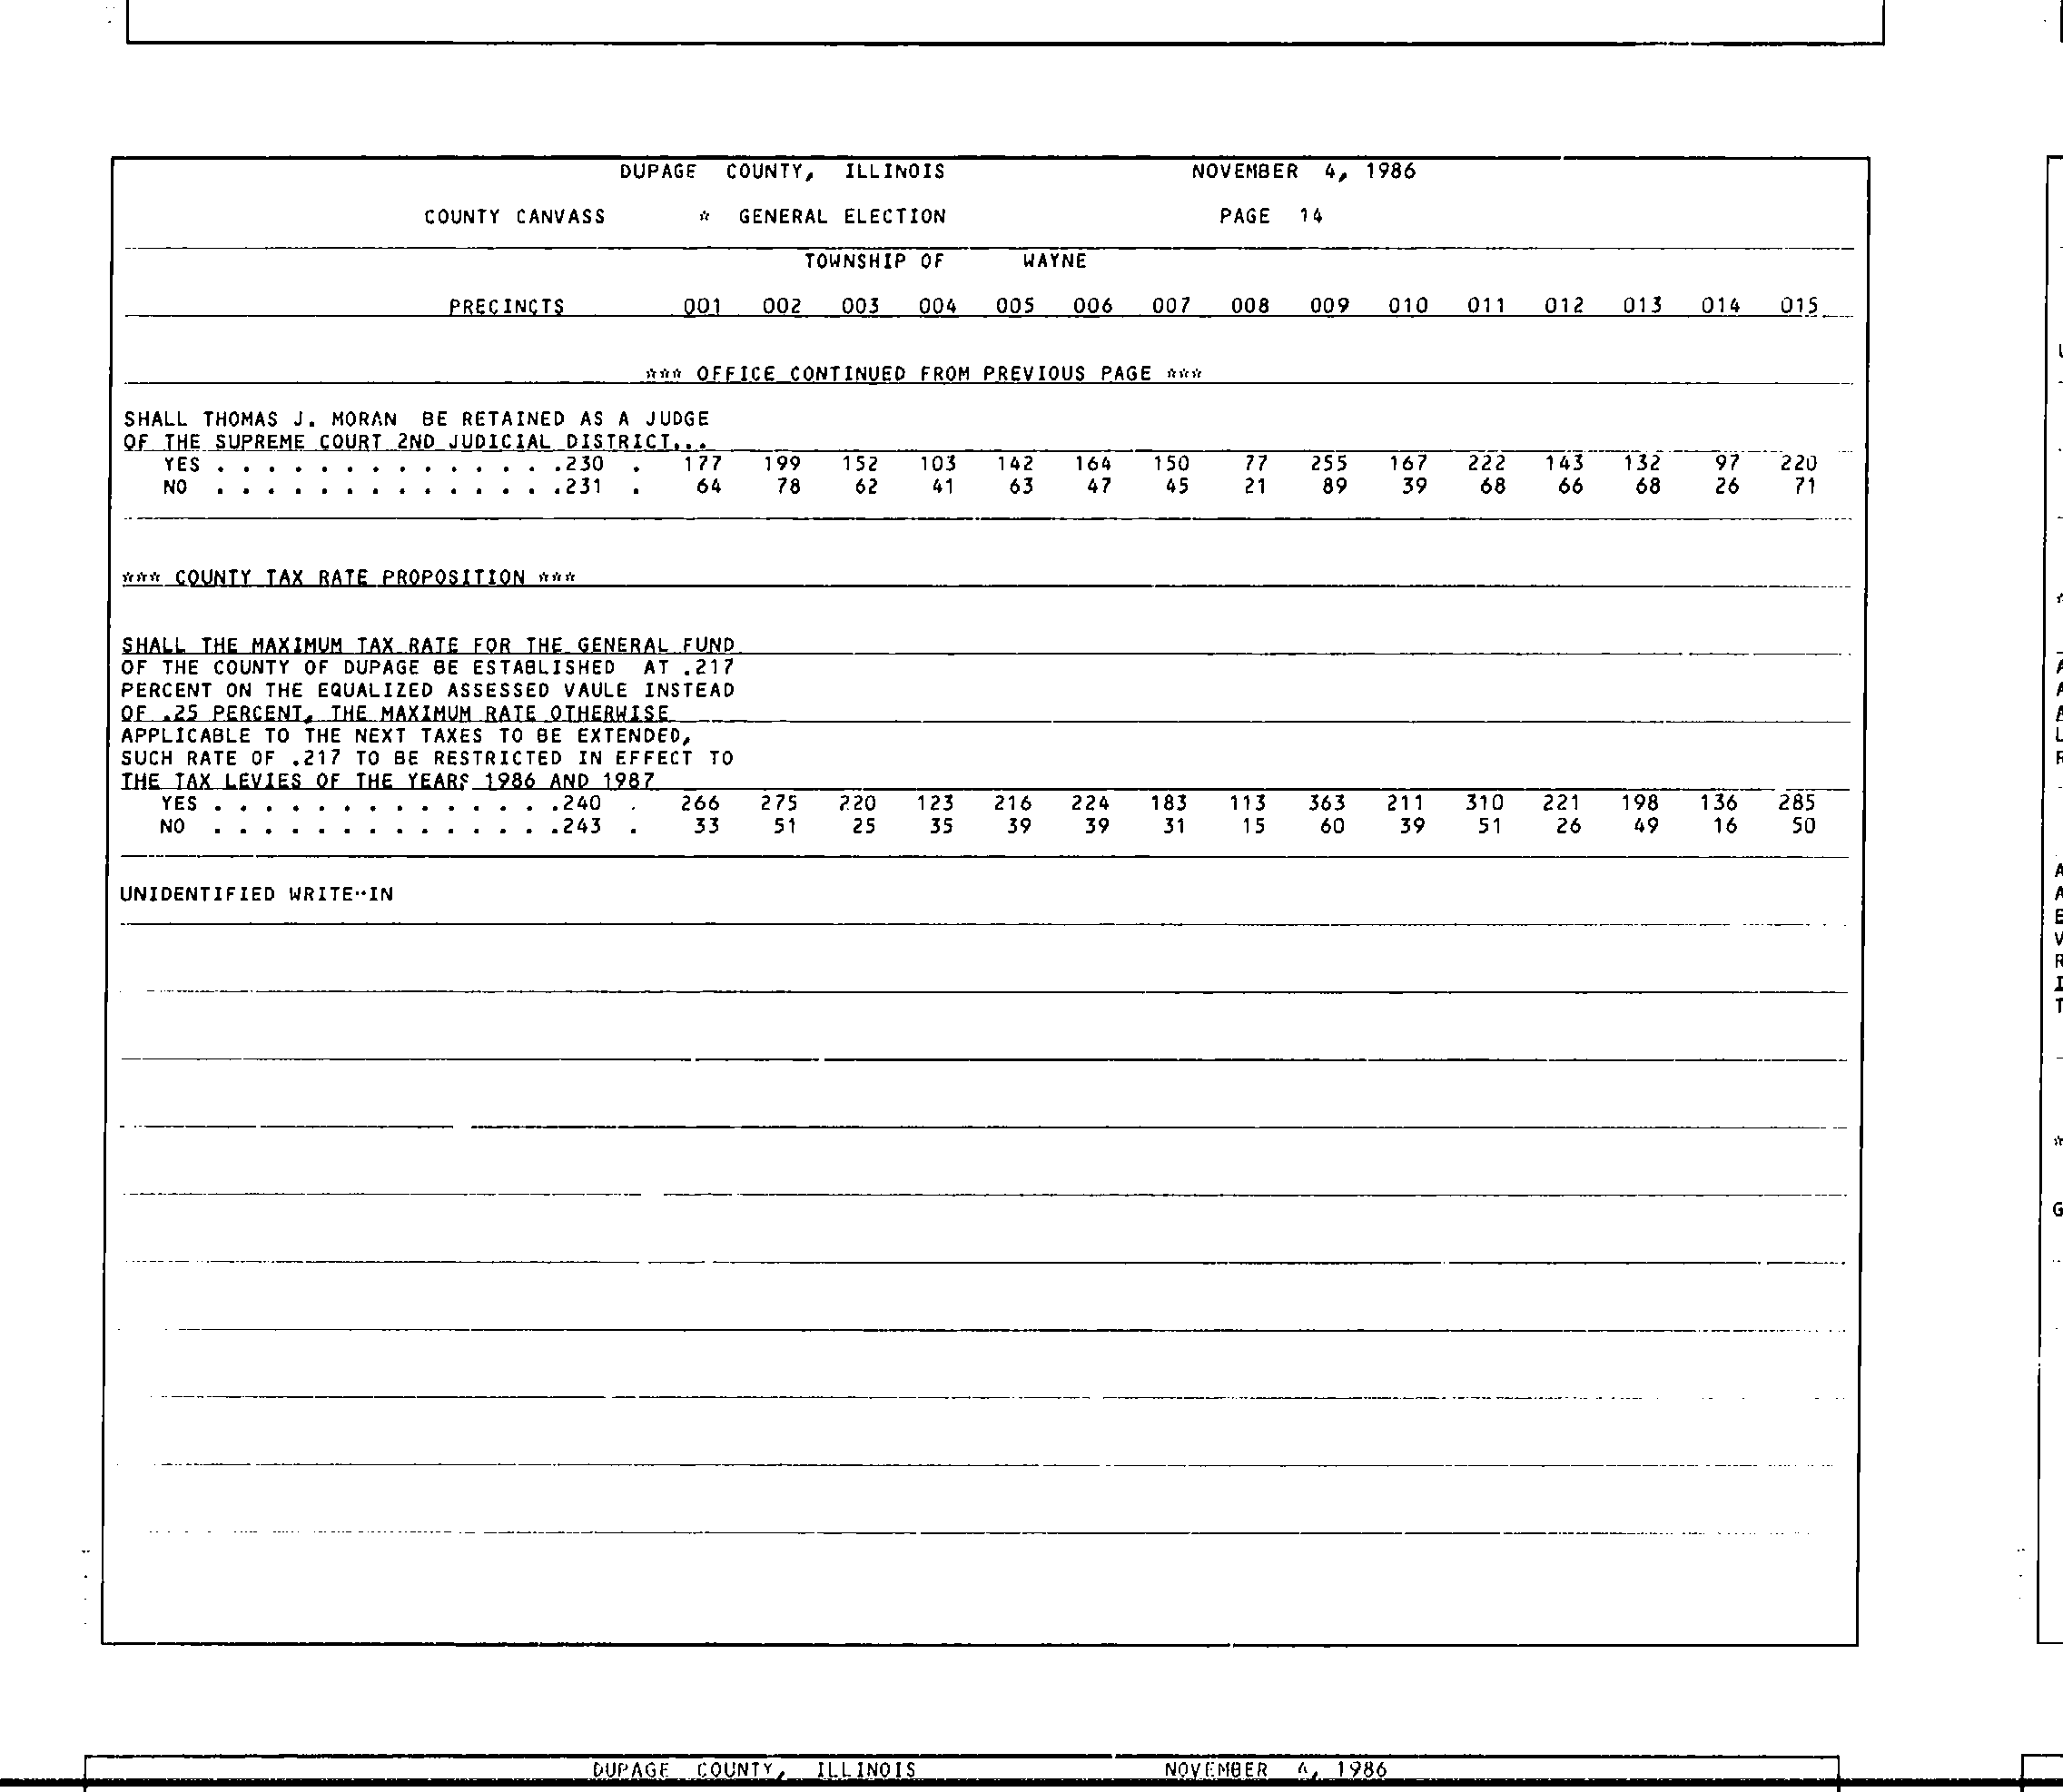 DUPAGE COUNTY, ILLINOIS NOVEMBER 4, 1986
COUNTY CANVASS * GENERAL ELECTION PAGE 14
TOWNSHIP OF WAYNE
PRECINCTS 001 002 003 004 005 006 007 008 009 010 011 012 013 014 015
*** OFFICE CONTINUED FROM PREVIOUS PAGE ***
SHALL THOMAS J. MORAN BE RETAINED AS A JUDGE
OF THE SUPREME COURT 2ND JUDICIAL DISTRICT...
YES . . . . . . . . . . . . . . .230 . 177 199 152 103 142 164 150 77 255 167 222 143 132 97 220
NO . . . . . . . . . . . . . . .231 . 64 78 62 41 63 47 45 21 89 39 68 66 68 26 71
*** COUNTY TAX RATE PROPOSITION ***
SHALL THE MAXIMUM TAX RATE FOR THE GENERAL FUND
OF THE COUNTY OF DUPAGE BE ESTABLISHED AT .217
PERCENT ON THE EQUALIZED ASSESSED VAULE INSTEAD
OF .25 PERCENT, THE MAXIMUM RATE OTHERWISE
APPLICABLE TO THE NEXT TAXES TO BE EXTENDED,
SUCH RATE OF .217 TO BE RESTRICTED IN EFFECT TO
THE TAX LEVIES OF THE YEARS 1986 AND 1987
YES . . . . . . . . . . . . . . .240 . 266 275 220 123 216 224 183 113 363 211 310 221 198 136 285
NO . . . . . . . . . . . . . . .243 . 33 51 25 35 39 39 31 15 60 39 51 26 49 16 50
UNIDENTIFIED WRITE-IN
DUPAGE COUNTY, ILLINOIS NOVEMBER 4, 1986